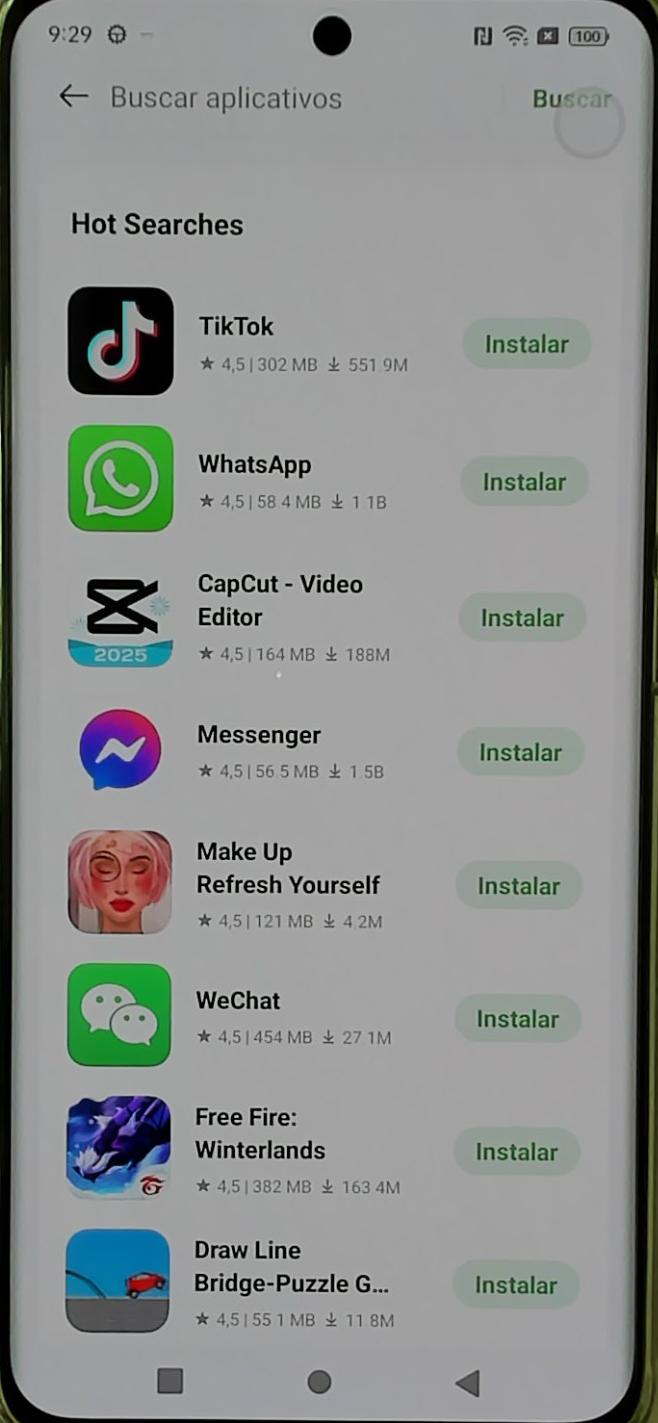 9:29
100
Buscar aplicativos
Buscar
Hot Searches
TikTok
4,5 | 302 MB 551 9M
Instalar
WhatsApp
4,5 | 58 4 MB 1 1B
Instalar
CapCut - Video
Editor
2025
4,5 | 164 MB 188M
Instalar
Messenger
4,5 | 56.5 MB 1 5B
Instalar
Make Up
Refresh Yourself
4,5 | 121 MB 4.2M
Instalar
WeChat
4,5 | 454 MB 27 1M
Instalar
Free Fire:
Winterlands
4,5 | 382 MB 163 4M
Instalar
Draw Line
Bridge-Puzzle G...
4,5 | 55 1 MB 11 8M
Instalar